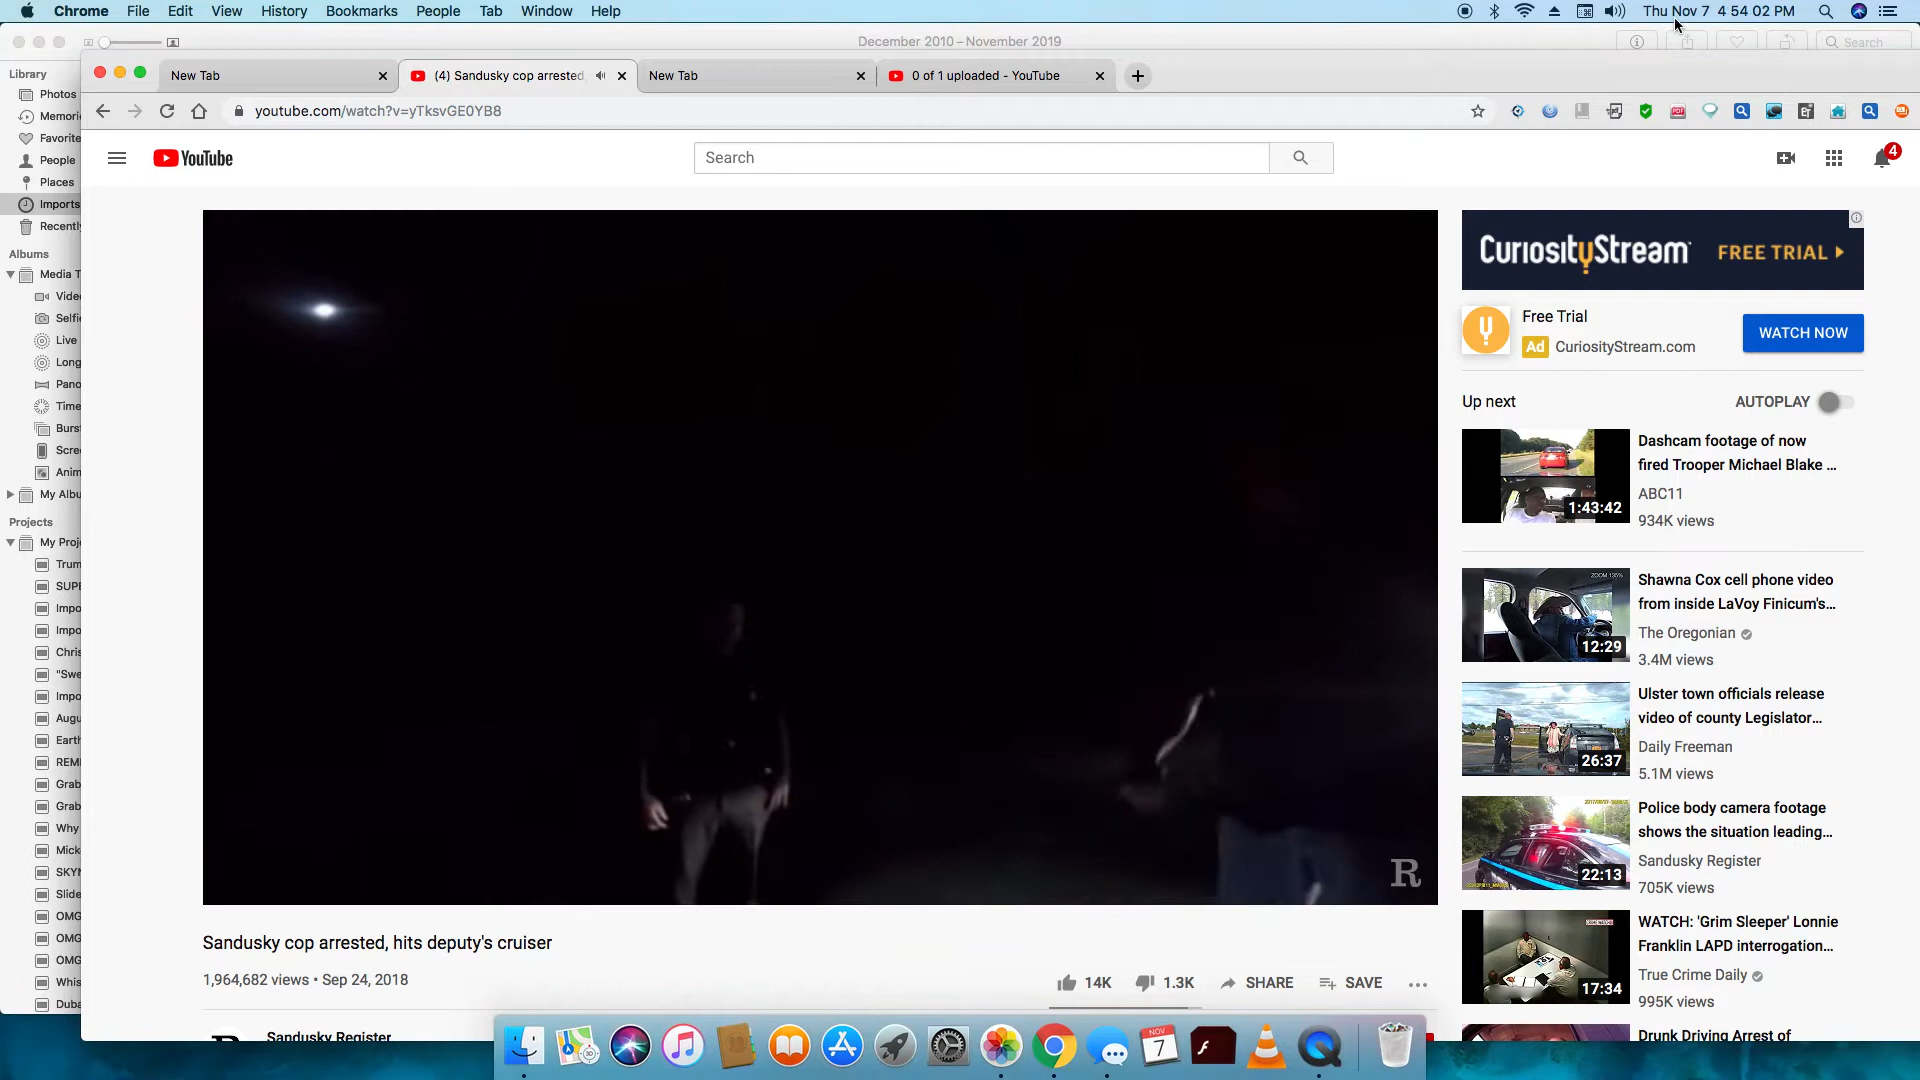 Chrome File Edit View History Bookmarks People Tab Window Help
Thu Nov 7 4 54 02 PM
December 2010 – November 2019
Search
Library
Photos
Memori
Favorite
People
Places
Imports
Recently
Albums
Media T
Vide
Selfi
Live
Long
Pano
Time
Burst
Scre
Anim
My Albu
Projects
My Proj
Trum
SUPE
Impo
Impo
Chris
"Swe
Impo
Augu
Earth
REMI
Grab
Grab
Why
Mick
SKYN
Slide
OMG
OMG
OMG
Whis
Duba
New Tab
(4) Sandusky cop arrested,
New Tab
0 of 1 uploaded - YouTube
youtube.com/watch?v=yTksvGE0YB8
YouTube
Search
4
R
Sandusky cop arrested, hits deputy's cruiser
1,964,682 views • Sep 24, 2018
14K
1.3K
SHARE
SAVE
Sandusky Register
CURIOSITYSTREAM
FREE TRIAL
Free Trial
Ad CuriosityStream.com
WATCH NOW
Up next
AUTOPLAY
1:43:42
Dashcam footage of now
fired Trooper Michael Blake ...
ABC11
934K views
ZOOM 135%
12:29
Shawna Cox cell phone video
from inside LaVoy Finicum's...
The Oregonian
3.4M views
26:37
Ulster town officials release
video of county Legislator...
Daily Freeman
5.1M views
22:13
Police body camera footage
shows the situation leading...
Sandusky Register
705K views
17:34
WATCH: 'Grim Sleeper' Lonnie
Franklin LAPD interrogation...
True Crime Daily
995K views
Drunk Driving Arrest of
NOV
7